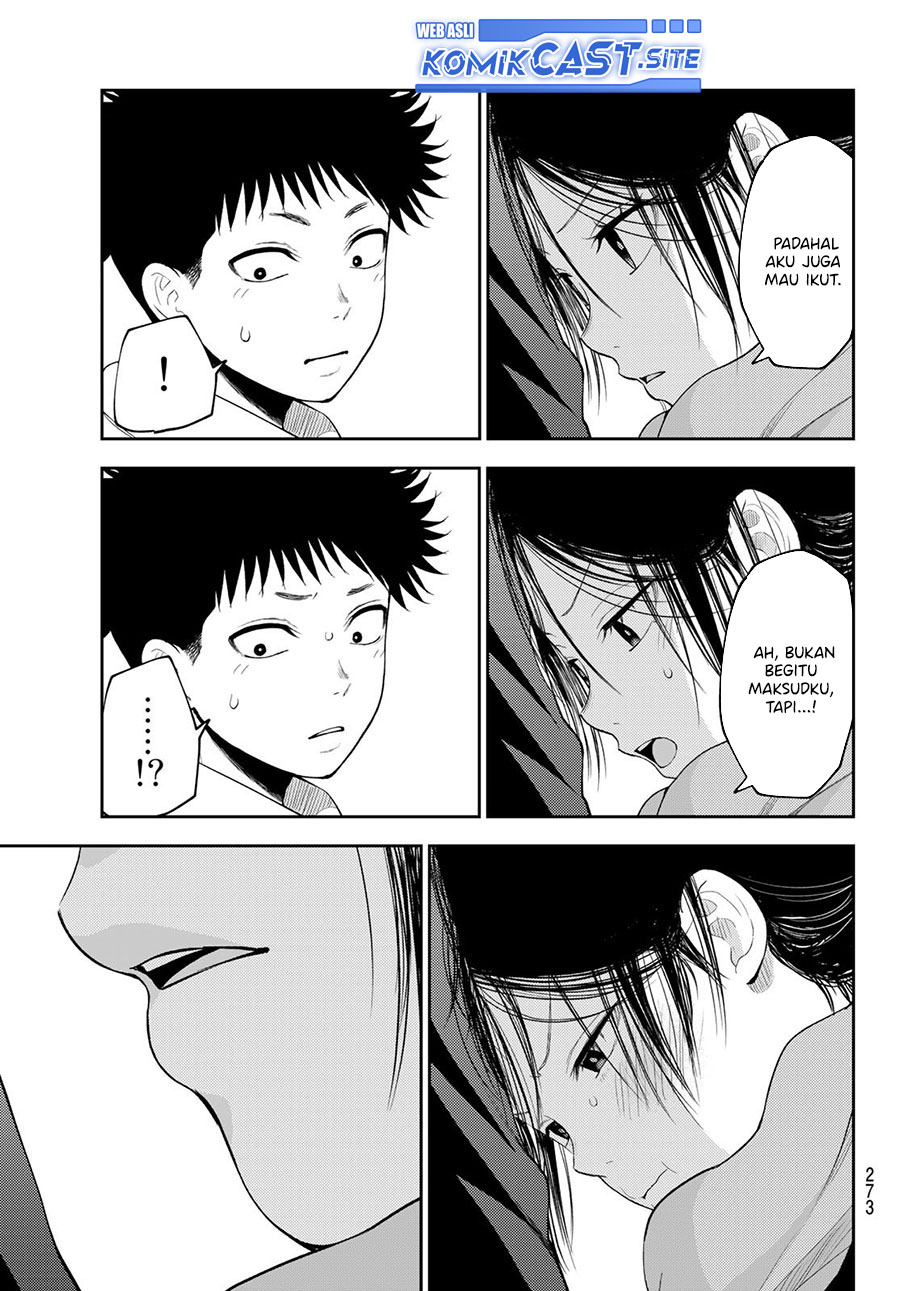 WEB ASLI
KOMIKCAST.SITE
PADAHAL
AKU JUGA
MAU IKUT.
!
AH, BUKAN
BEGITU
MAKSUDKU,
TAPI...!
......
!?
273